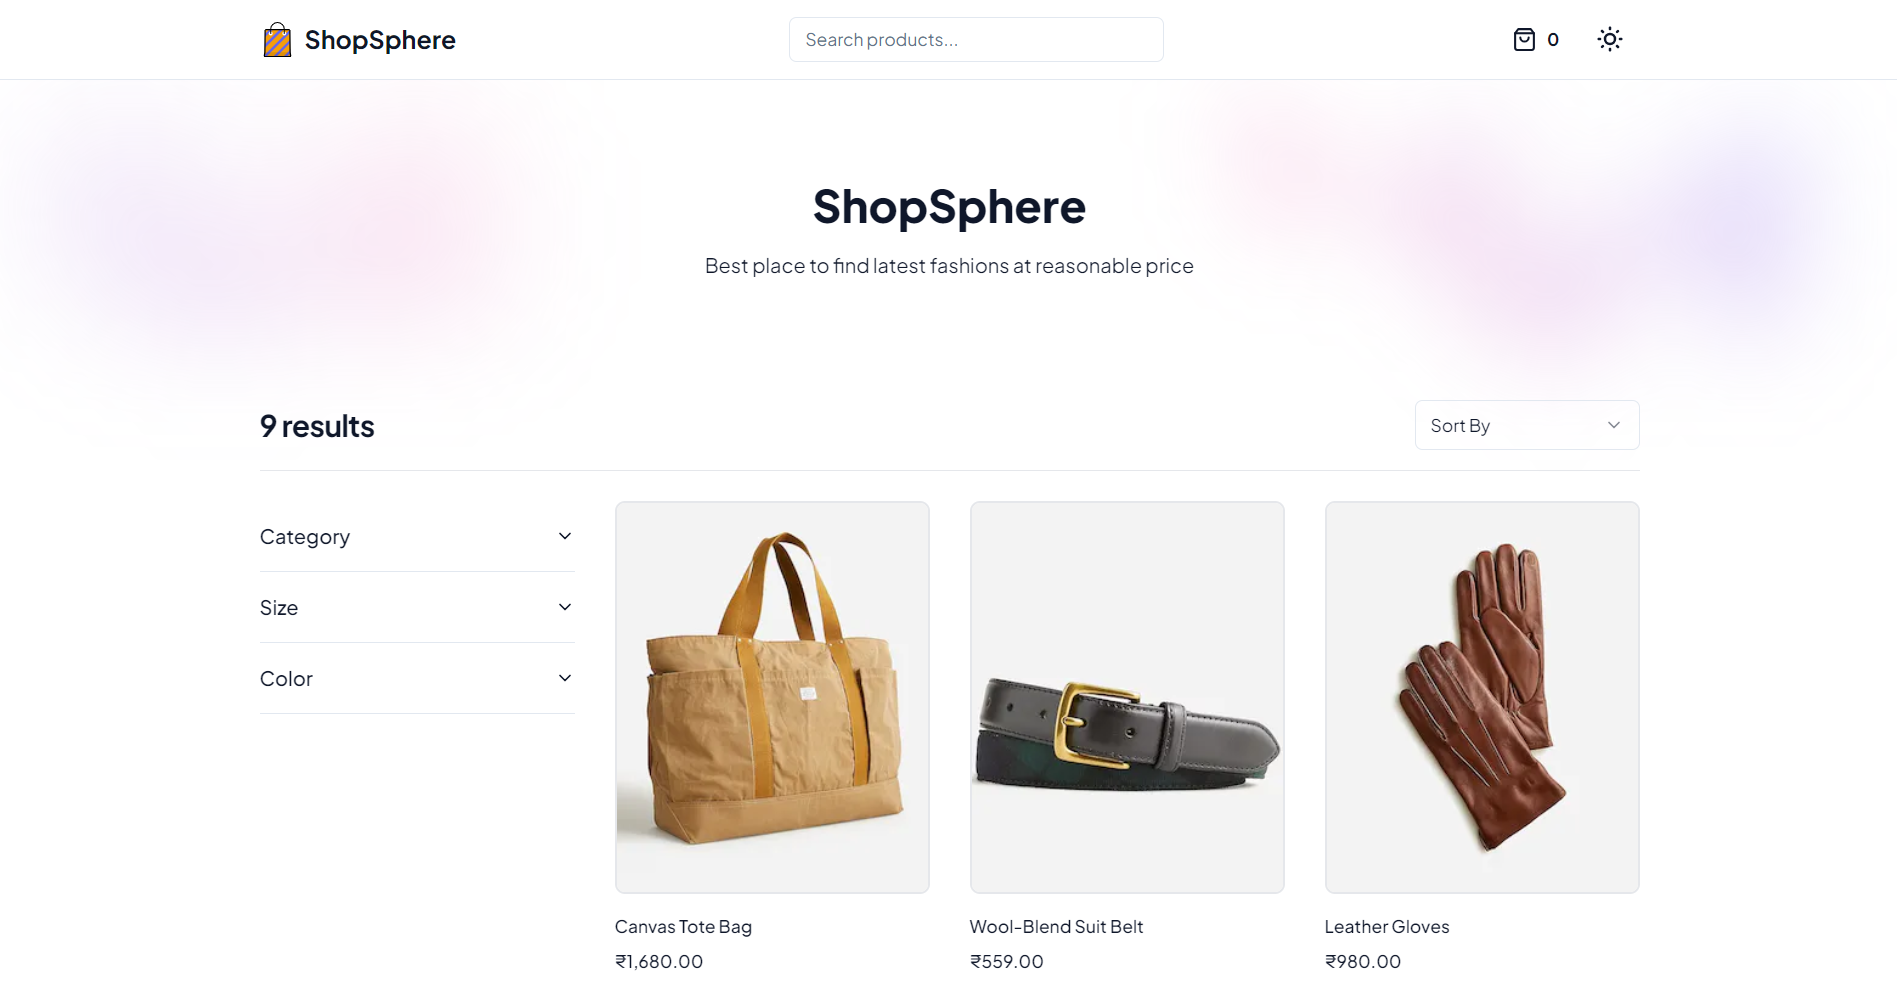 ShopSphere
Search products...
0
ShopSphere
Best place to find latest fashions at reasonable price
9 results
Sort By
Category
Size
Color
Canvas Tote Bag
₹1,680.00
Wool-Blend Suit Belt
₹559.00
Leather Gloves
₹980.00